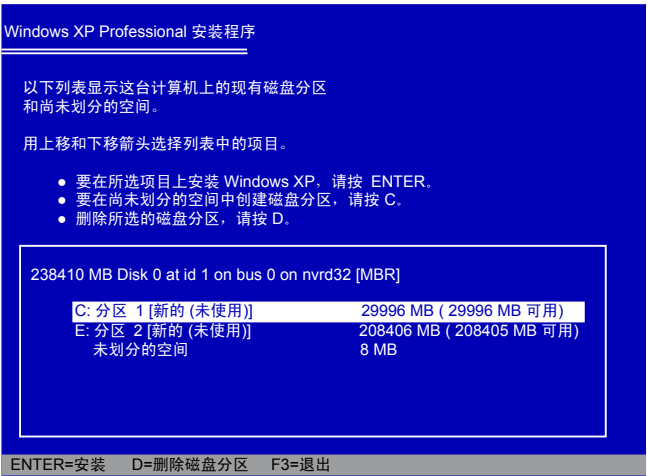 Windows XP Professional 安装程序
以下列表显示这台计算机上的现有磁盘分区
和尚未划分的空间。
用上移和下移箭头选择列表中的项目。
● 要在所选项目上安装 Windows XP，请按 ENTER。
● 要在尚未划分的空间中创建磁盘分区，请按 C。
● 删除所选的磁盘分区，请按 D。
238410 MB Disk 0 at id 1 on bus 0 on nvrd32 [MBR]
C: 分区 1 [新的 (未使用)] 29996 MB ( 29996 MB 可用)
E: 分区 2 [新的 (未使用)] 208406 MB ( 208405 MB 可用)
未划分的空间 8 MB
ENTER=安装 D=删除磁盘分区 F3=退出